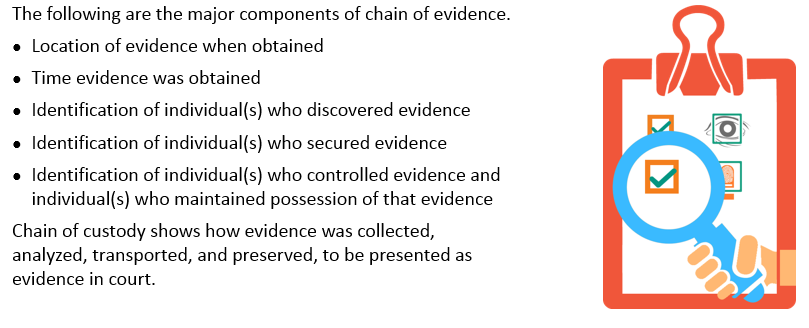 The following are the major components of chain of evidence.
● Location of evidence when obtained
● Time evidence was obtained
● Identification of individual(s) who discovered evidence
● Identification of individual(s) who secured evidence
● Identification of individual(s) who controlled evidence and
individual(s) who maintained possession of that evidence
Chain of custody shows how evidence was collected,
analyzed, transported, and preserved, to be presented as
evidence in court.